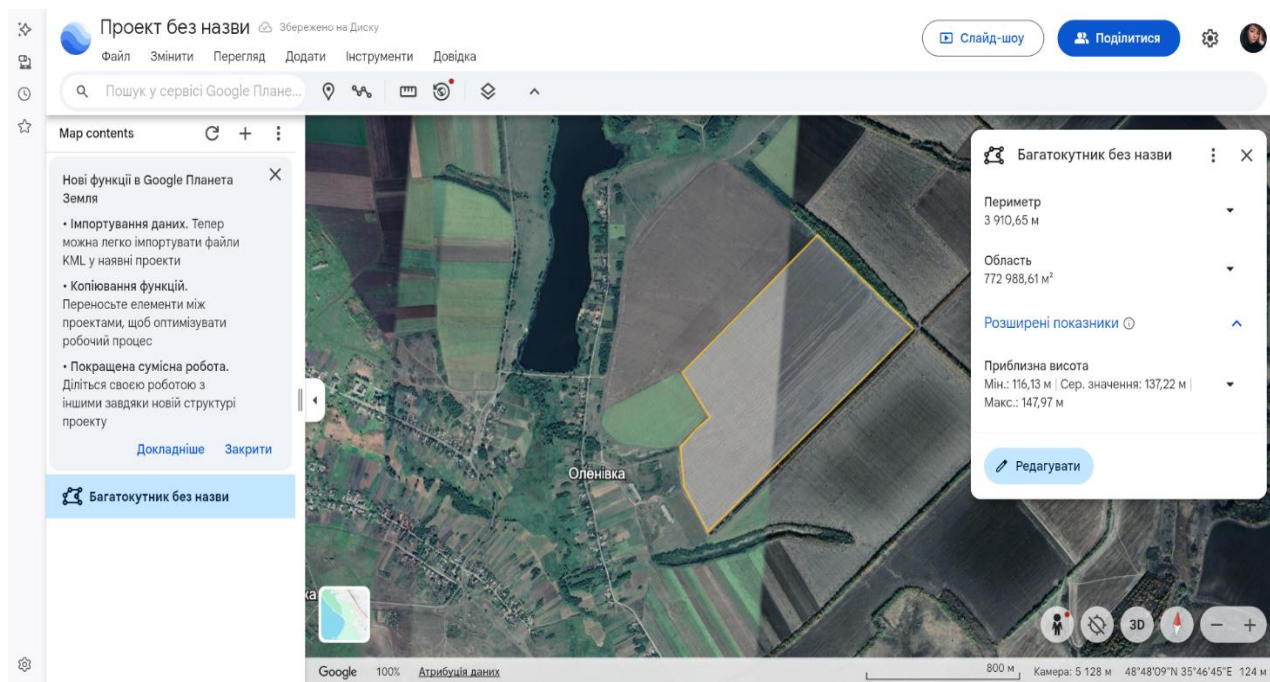 Проект без назви
Збережено на Диску
Файл Змінити Перегляд Додати Інструменти Довідка
Слайд-шоу
Поділитися
Пошук у сервісі Google Плане...
Map contents
Нові функції в Google Планета
Земля
• Імпортування даних. Тепер
можна легко імпортувати файли
KML у наявні проекти
• Копіювання функцій.
Переносьте елементи між
проектами, щоб оптимізувати
робочий процес
• Покращена сумісна робота.
Діліться своєю роботою з
іншими завдяки новій структурі
проекту
Докладніше Закрити
Багатокутник без назви
Оленівка
ка
Багатокутник без назви
Периметр
3 910,65 м
Область
772 988,61 м²
Розширені показники
Приблизна висота
Мін.: 116,13 м | Сер. значення: 137,22 м |
Макс.: 147,97 м
Редагувати
3D
Google 100% Атрибуція даних 800 м Камера: 5 128 м 48°48'09"N 35°46'45"E 124 м